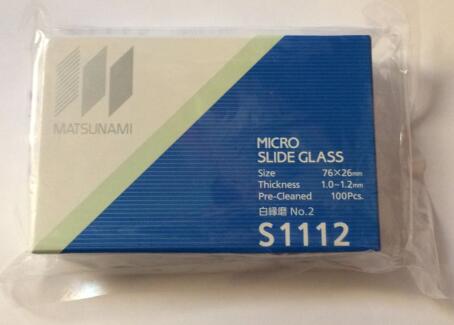 MATSUNAMI
MICRO
SLIDE GLASS
Size 76×26mm
Thickness 1.0~1.2mm
Pre-Cleaned 100Pcs.
白縁磨 No.2
S1112